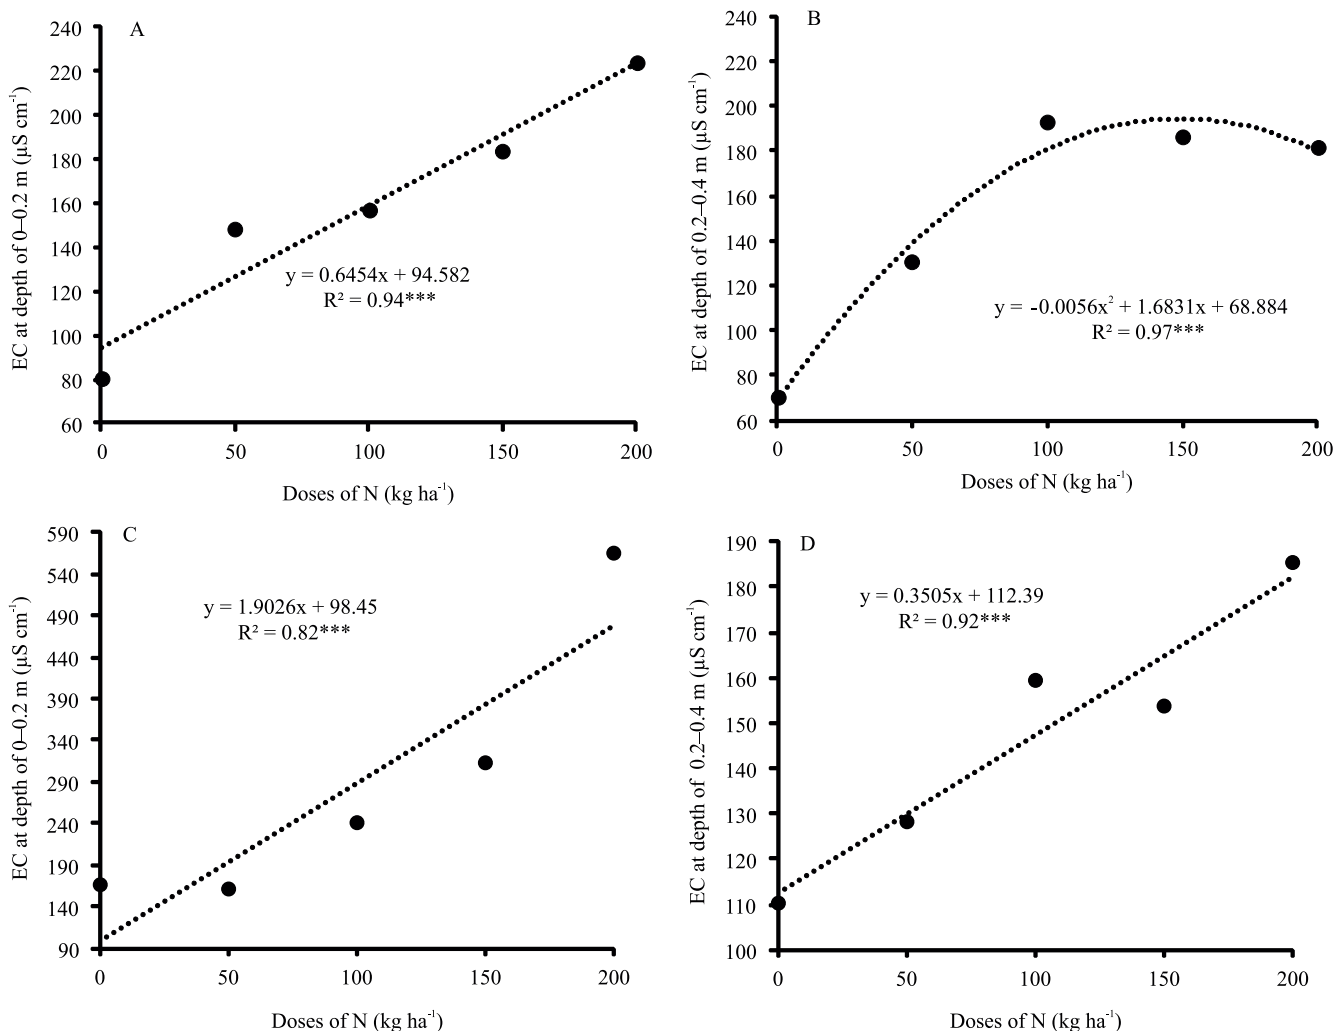 A
240
220
200
180
160
140
120
100
80
60
EC at depth of 0–0.2 m (µS cm⁻¹)
y = 0.6454x + 94.582
R² = 0.94***
0 50 100 150 200
Doses of N (kg ha⁻¹)
B
240
220
200
180
160
140
120
100
80
60
EC at depth of 0.2–0.4 m (µS cm⁻¹)
y = -0.0056x² + 1.6831x + 68.884
R² = 0.97***
0 50 100 150 200
Doses of N (kg ha⁻¹)
C
590
540
490
440
390
340
290
240
190
140
90
EC at depth of 0–0.2 m (µS cm⁻¹)
y = 1.9026x + 98.45
R² = 0.82***
0 50 100 150 200
Doses of N (kg ha⁻¹)
D
190
180
170
160
150
140
130
120
110
100
EC at depth of 0.2–0.4 m (µS cm⁻¹)
y = 0.3505x + 112.39
R² = 0.92***
0 50 100 150 200
Doses of N (kg ha⁻¹)